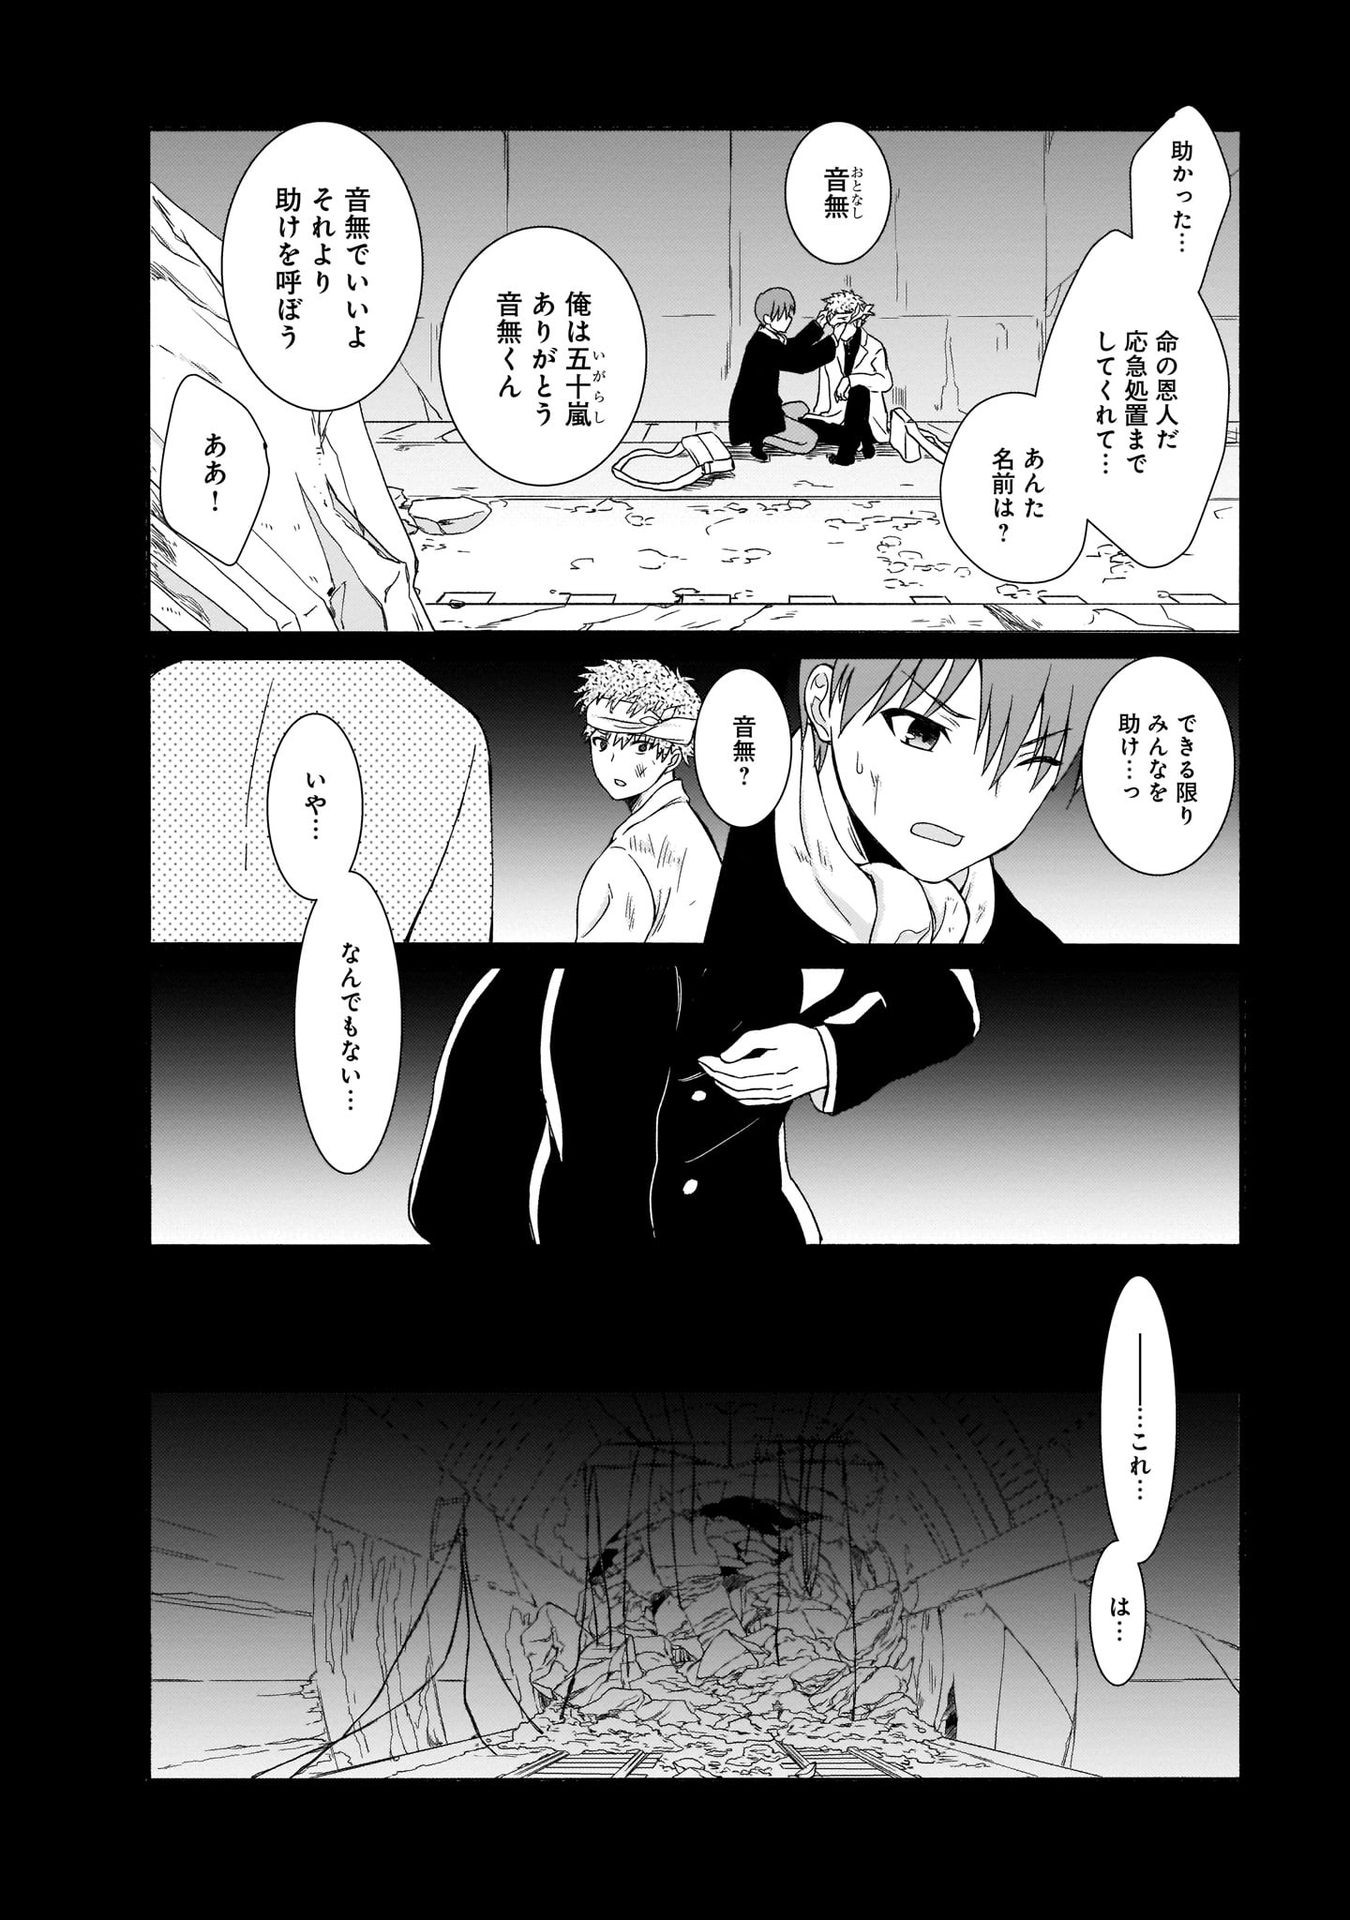 助かった…
命の恩人だ
応急処置まで
してくれて…
あんた
名前は?
音無
おとなし
俺は五十嵐
いがらし
ありがとう
音無くん
音無でいいよ
それより
助けを呼ぼう
ああ!
できる限り
みんなを
助け…っ
音無?
いや…
なんでもない…
――…これ…
は…